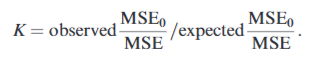 K = observed MSE₀/MSE / expected MSE₀/MSE.